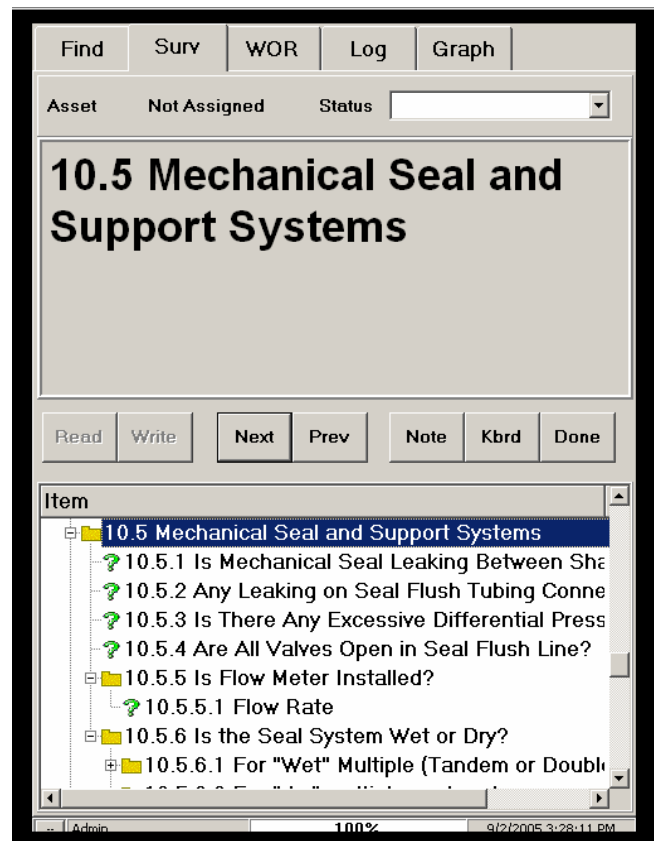 Find Surv WOR Log Graph
Asset Not Assigned Status
10.5 Mechanical Seal and
Support Systems
Read Write Next Prev Note Kbrd Done
Item
10.5 Mechanical Seal and Support Systems
10.5.1 Is Mechanical Seal Leaking Between Sha
10.5.2 Any Leaking on Seal Flush Tubing Conne
10.5.3 Is There Any Excessive Differential Press
10.5.4 Are All Valves Open in Seal Flush Line?
10.5.5 Is Flow Meter Installed?
10.5.5.1 Flow Rate
10.5.6 Is the Seal System Wet or Dry?
10.5.6.1 For "Wet" Multiple (Tandem or Double
-- Admin 100% 9/2/2005 3:28:11 PM